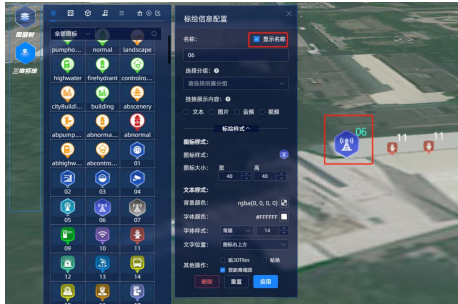 图层树
三维标绘
全部图标
pumpho... normal landscape
highwater firehydrant controlro...
cityBuildi... building abscenery
abpump... abnorma... abnormal
abhighw... abcontro... 01
02 03 04
05 06 07
09 10 11
12 13 14
标绘信息配置
名称: 显示名称
06
选择分组:
请选择所属分组
挂接展示内容:
文本 图片 音频 视频
标绘样式
图标样式:
图标样式:
图标大小: 宽 高
40 40
文本样式:
背景颜色: rgba(0, 0, 0, 0)
字体颜色: #FFFFFF
字体样式: 常规 14
文字位置: 图标右上方
其他操作: 贴3DTiles 贴地
删除 重置 应用
06
11
11